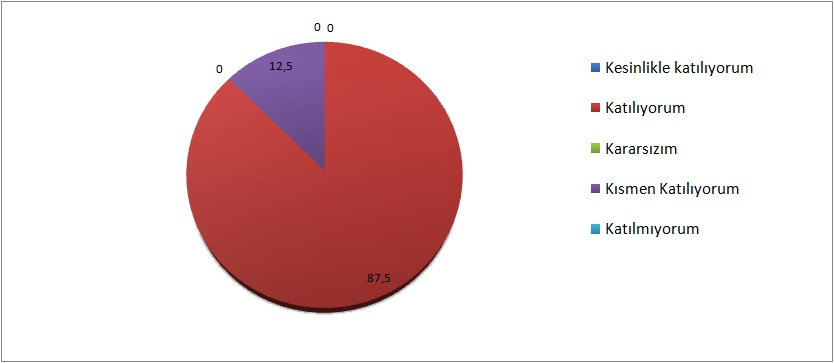 0 0
0
12,5
87,5
Kesinlikle katılıyorum
Katılıyorum
Kararsızım
Kısmen Katılıyorum
Katılmıyorum